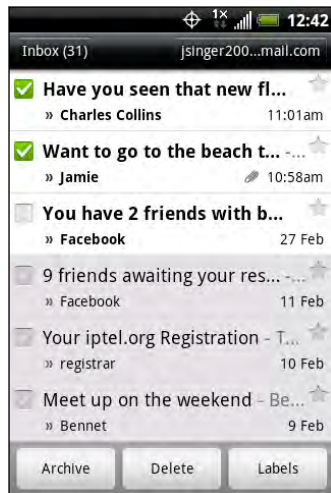 1× 12:42
Inbox (31) jsinger200...mail.com
Have you seen that new fl...
» Charles Collins 11:01am
Want to go to the beach t... -...
» Jamie 10:58am
You have 2 friends with b...
» Facebook 27 Feb
9 friends awaiting your res... -...
» Facebook 11 Feb
Your iptel.org Registration - T...
» registrar 10 Feb
Meet up on the weekend - Be...
» Bennet 9 Feb
Archive Delete Labels